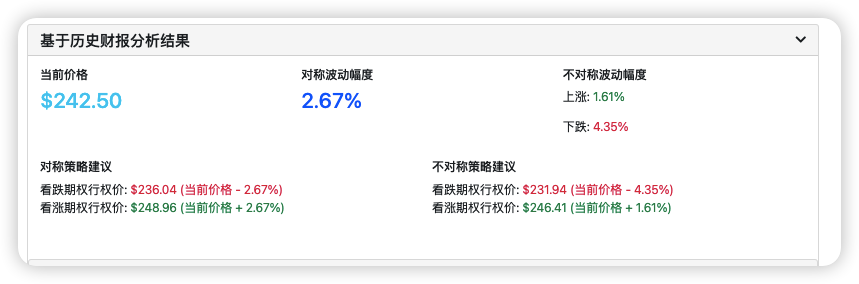 基于历史财报分析结果
当前价格
$242.50
对称波动幅度
2.67%
不对称波动幅度
上涨: 1.61%
下跌: 4.35%
对称策略建议
看跌期权行权价: $236.04 (当前价格 - 2.67%)
看涨期权行权价: $248.96 (当前价格 + 2.67%)
不对称策略建议
看跌期权行权价: $231.94 (当前价格 - 4.35%)
看涨期权行权价: $246.41 (当前价格 + 1.61%)